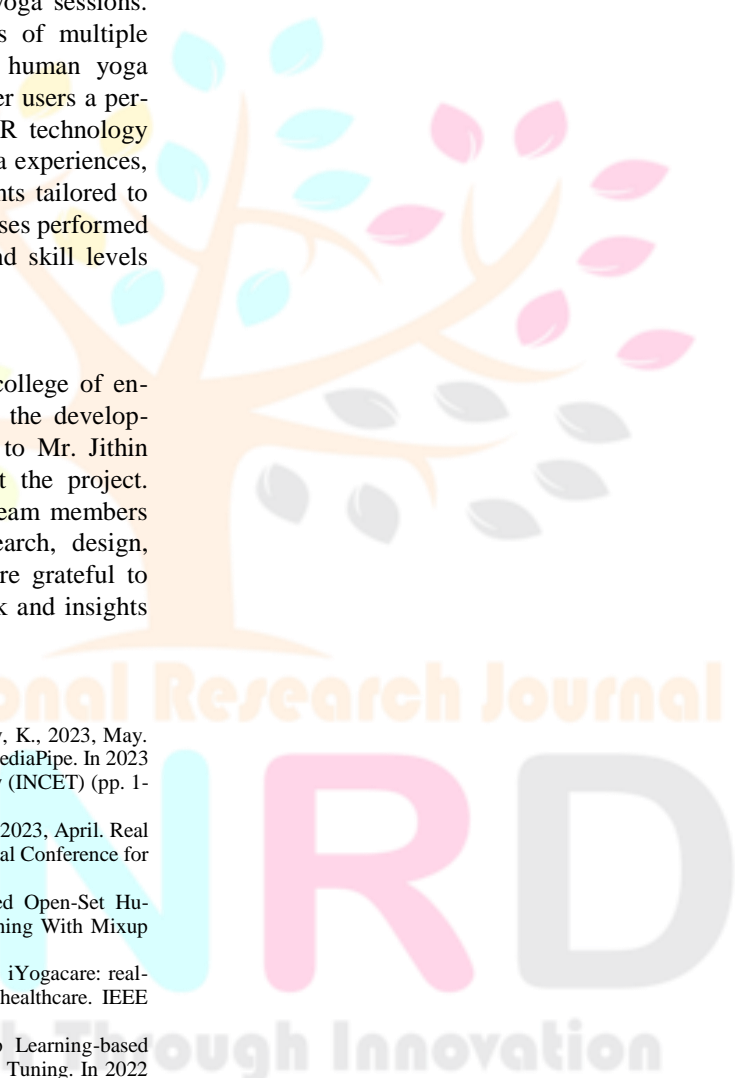 yoga sessions.
s of multiple
human yoga
er users a per-
R technology
a experiences,
nts tailored to
ses performed
nd skill levels
college of en-
the develop-
to Mr. Jithin
t the project.
eam members
earch, design,
re grateful to
k and insights
onal Research Journal
y, K., 2023, May.
ediaPipe. In 2023
y (INCET) (pp. 1-
2023, April. Real
al Conference for
ed Open-Set Hu-
ning With Mixup
iYogacare: real-
healthcare. IEEE
NRD
p Learning-based
Tuning. In 2022
h Through Innovation